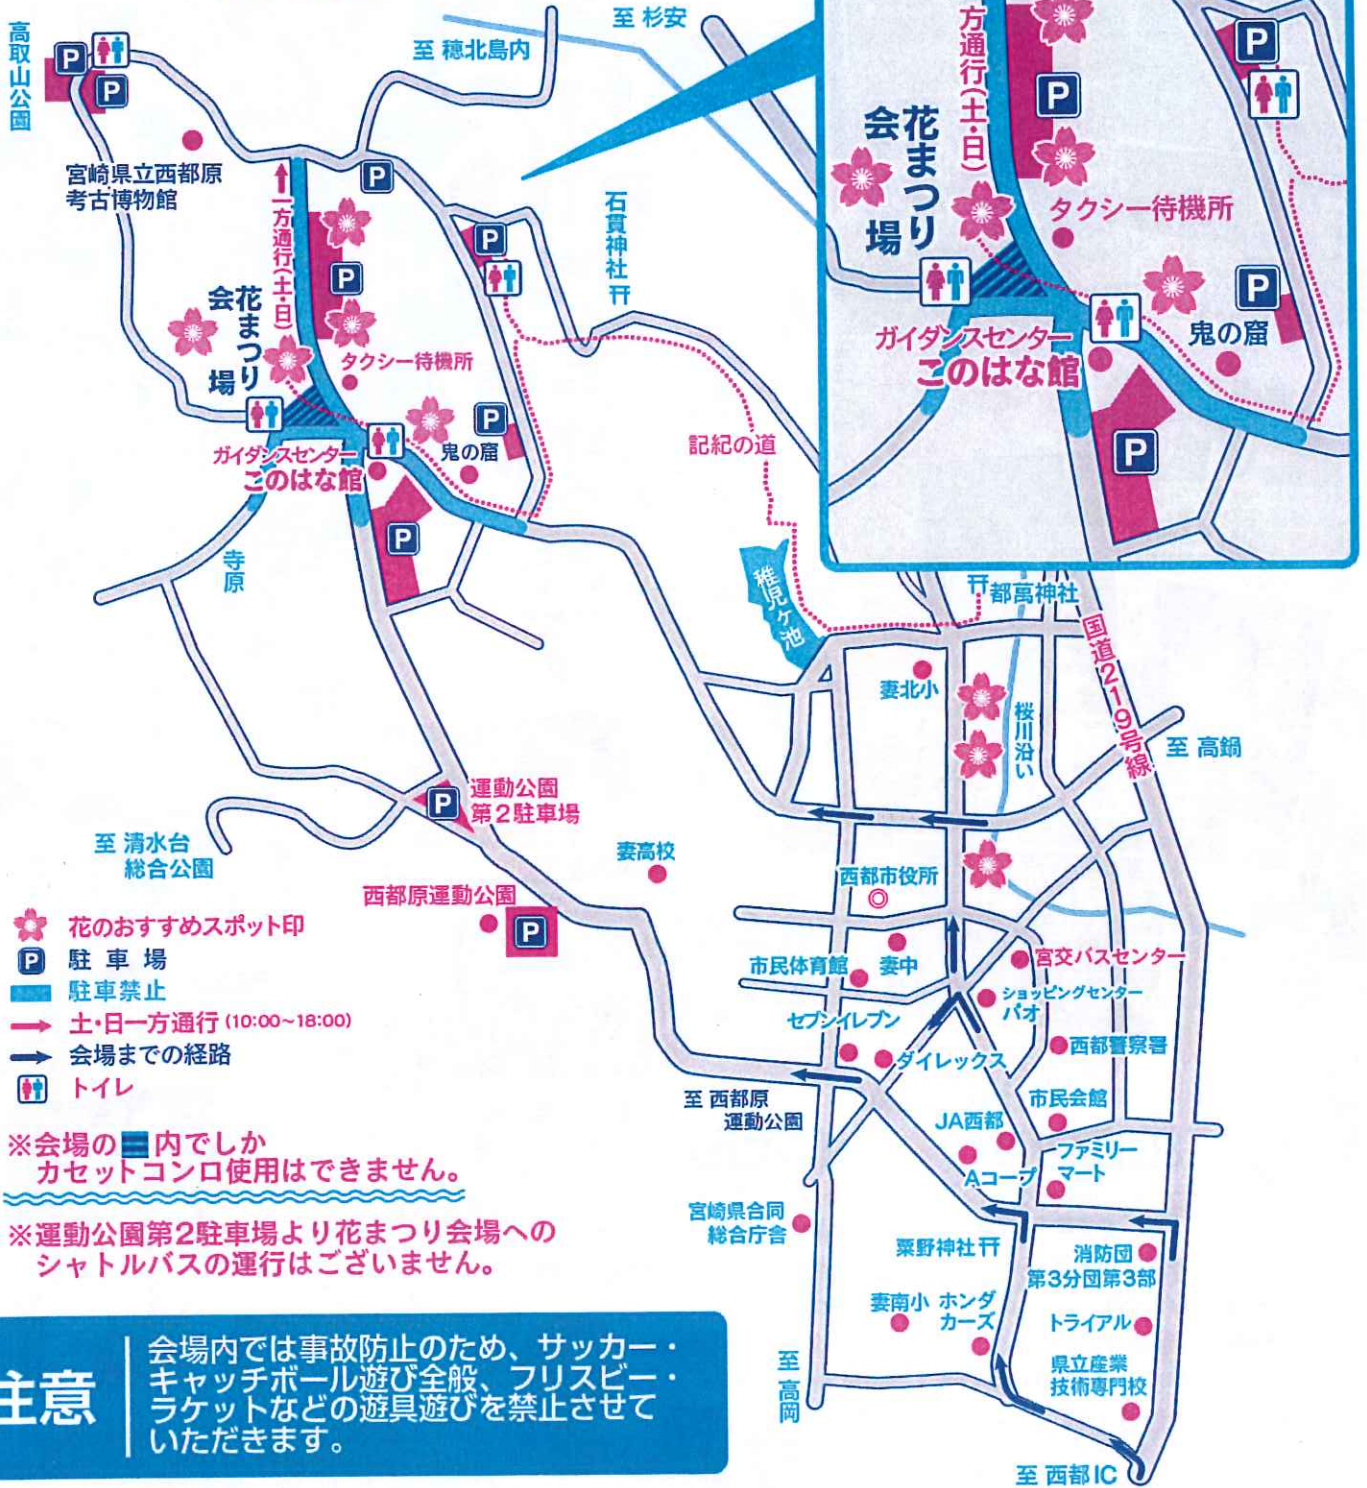 高取山公園
P
P
至 穂北島内
至 杉安
宮崎県立西都原
考古博物館
P
一方通行(土・日)
P
花まつり
会場
タクシー待機所
P
石貫神社
ガイダンスセンター
このはな館
鬼の窟
P
P
記紀の道
寺原
稚児ヶ池
方通行(土・日)
P
P
花まつり
会場
タクシー待機所
P
ガイダンスセンター
このはな館
鬼の窟
P
都萬神社
国道219号線
妻北小
桜川沿い
至 高鍋
P
運動公園
第2駐車場
至 清水台
総合公園
妻高校
西都原運動公園
P
西都市役所
市民体育館
妻中
宮交バスセンター
ショッピングセンター
パオ
セブンイレブン
ダイレックス
西都警察署
至 西都原
運動公園
市民会館
JA西都
Aコープ
ファミリー
マート
宮崎県合同
総合庁舎
粟野神社
消防団
第3分団第3部
妻南小
ホンダ
カーズ
トライアル
県立産業
技術専門校
至 高岡
至 西都IC
花のおすすめスポット印
P 駐車場
駐車禁止
土・日一方通行(10:00~18:00)
会場までの経路
トイレ
※会場の 内でしか
カセットコンロ使用はできません。
※運動公園第2駐車場より花まつり会場への
シャトルバスの運行はございません。
注意
会場内では事故防止のため、サッカー・
キャッチボール遊び全般、フリスビー・
ラケットなどの遊具遊びを禁止させて
いただきます。